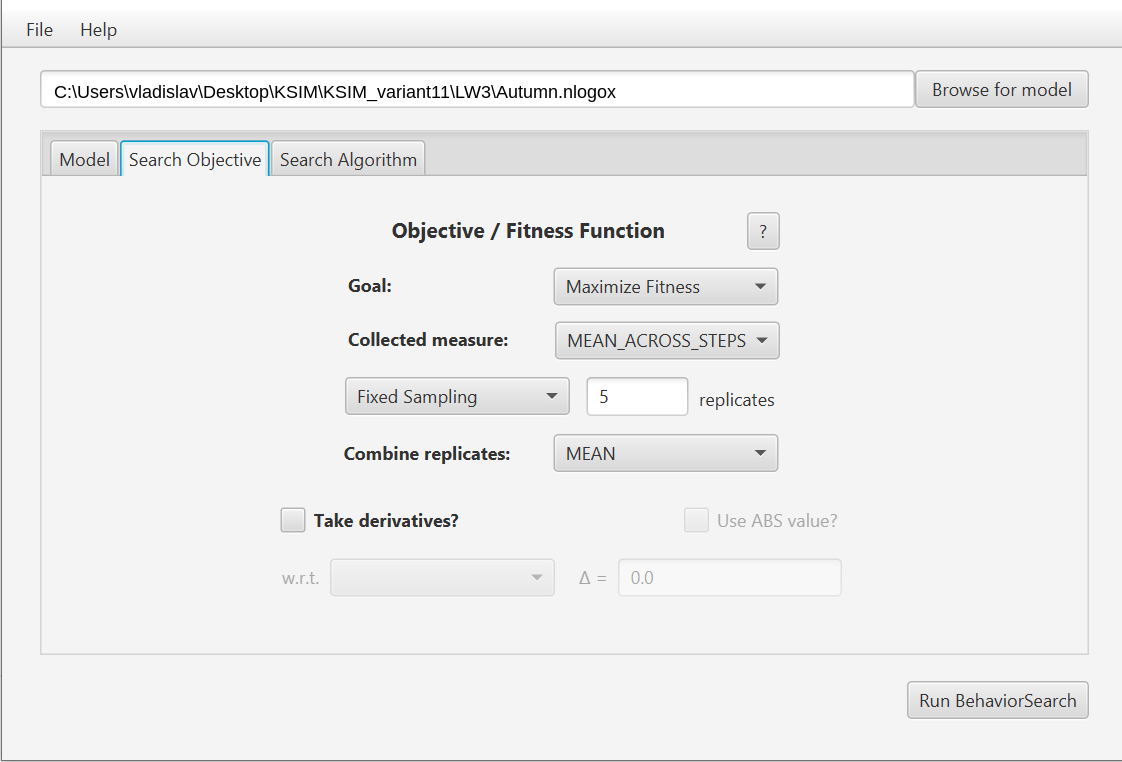 File Help
C:\Users\vladislav\Desktop\KSIM\KSIM_variant11\LW3\Autumn.nlogox Browse for model
Model Search Objective Search Algorithm
Objective / Fitness Function ?
Goal: Maximize Fitness
Collected measure: MEAN_ACROSS_STEPS
Fixed Sampling 5 replicates
Combine replicates: MEAN
Take derivatives? Use ABS value?
w.r.t. Δ = 0.0
Run BehaviorSearch